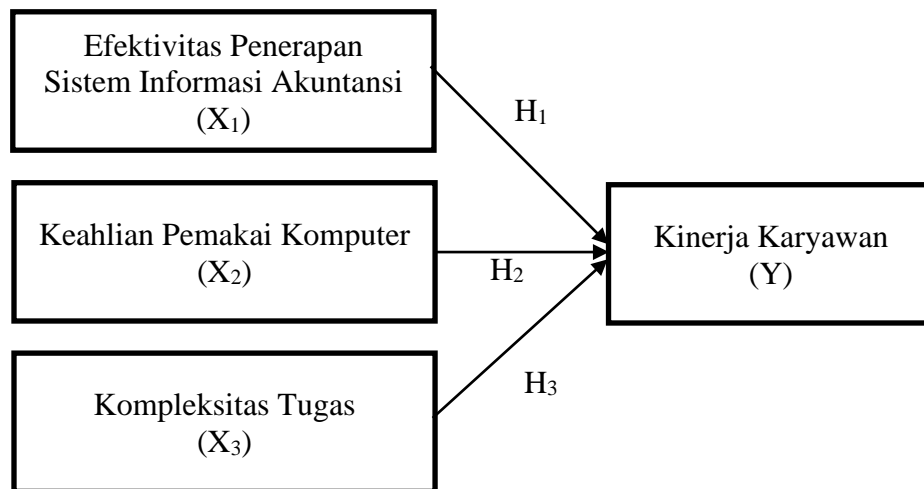 Efektivitas Penerapan
Sistem Informasi Akuntansi
(X₁)
H₁
Keahlian Pemakai Komputer
(X₂)
H₂
Kinerja Karyawan
(Y)
H₃
Kompleksitas Tugas
(X₃)